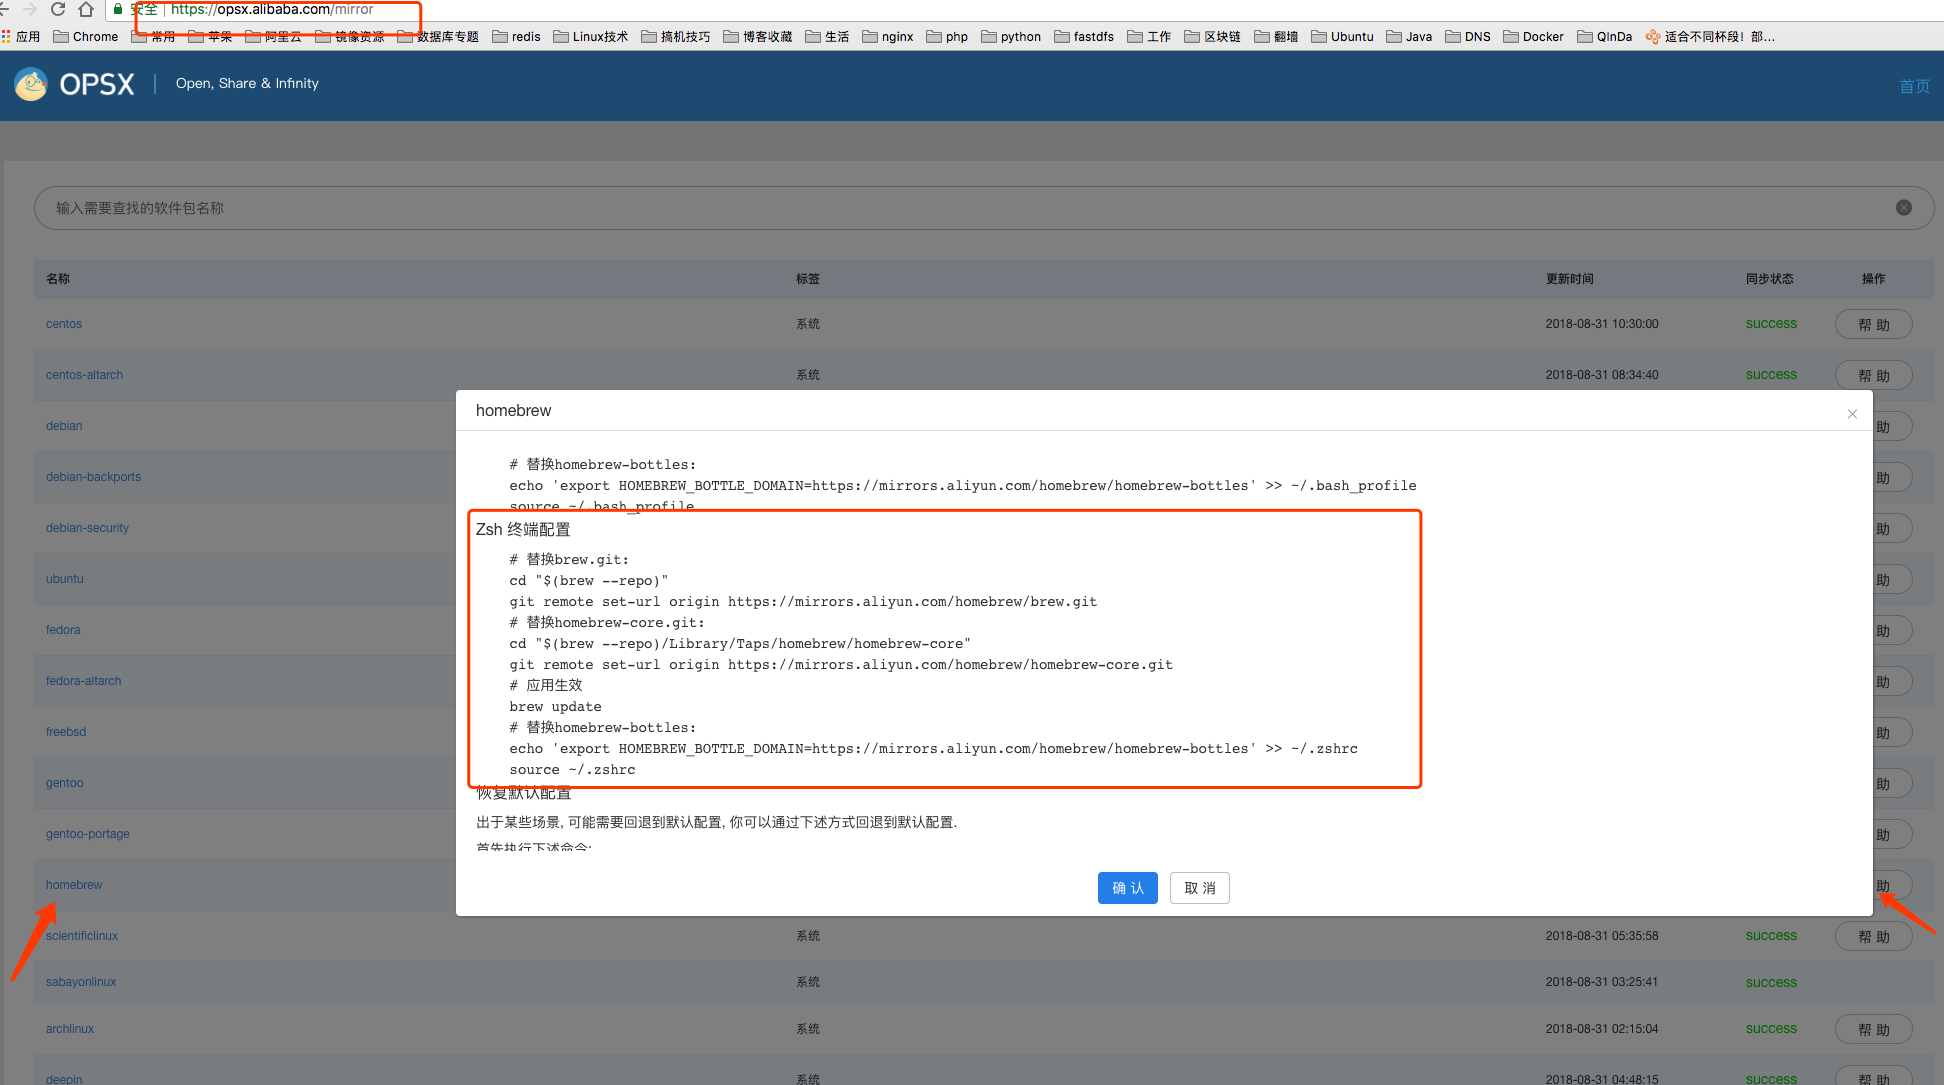 安全 https://opsx.alibaba.com/mirror
应用 Chrome 常用 苹果 阿里云 镜像资源 数据库专题 redis Linux技术 搞机技巧 博客收藏 生活 nginx php python fastdfs 工作 区块链 翻墙 Ubuntu Java DNS Docker QInDa 适合不同杯段！部...
OPSX Open, Share & Infinity 首页
输入需要查找的软件包名称
名称 标签 更新时间 同步状态 操作
centos 系统 2018-08-31 10:30:00 success 帮 助
centos-altarch 系统 2018-08-31 08:34:40 success 帮 助
debian 助
debian-backports 助
debian-security 助
ubuntu 助
fedora 助
fedora-altarch 助
freebsd 助
gentoo 助
gentoo-portage 助
homebrew 助
scientificlinux 系统 2018-08-31 05:35:58 success 帮 助
sabayonlinux 系统 2018-08-31 03:25:41 success
archlinux 系统 2018-08-31 02:15:04 success 帮 助
deepin 系统 2018-08-31 04:48:15 success 帮 助
homebrew
# 替换homebrew-bottles:
echo 'export HOMEBREW_BOTTLE_DOMAIN=https://mirrors.aliyun.com/homebrew/homebrew-bottles' >> ~/.bash_profile
source ~/.bash_profile
Zsh 终端配置
# 替换brew.git:
cd "$(brew --repo)"
git remote set-url origin https://mirrors.aliyun.com/homebrew/brew.git
# 替换homebrew-core.git:
cd "$(brew --repo)/Library/Taps/homebrew/homebrew-core"
git remote set-url origin https://mirrors.aliyun.com/homebrew/homebrew-core.git
# 应用生效
brew update
# 替换homebrew-bottles:
echo 'export HOMEBREW_BOTTLE_DOMAIN=https://mirrors.aliyun.com/homebrew/homebrew-bottles' >> ~/.zshrc
source ~/.zshrc
恢复默认配置
出于某些场景, 可能需要回退到默认配置, 你可以通过下述方式回退到默认配置.
首先执行下述命令:
确 认
取 消